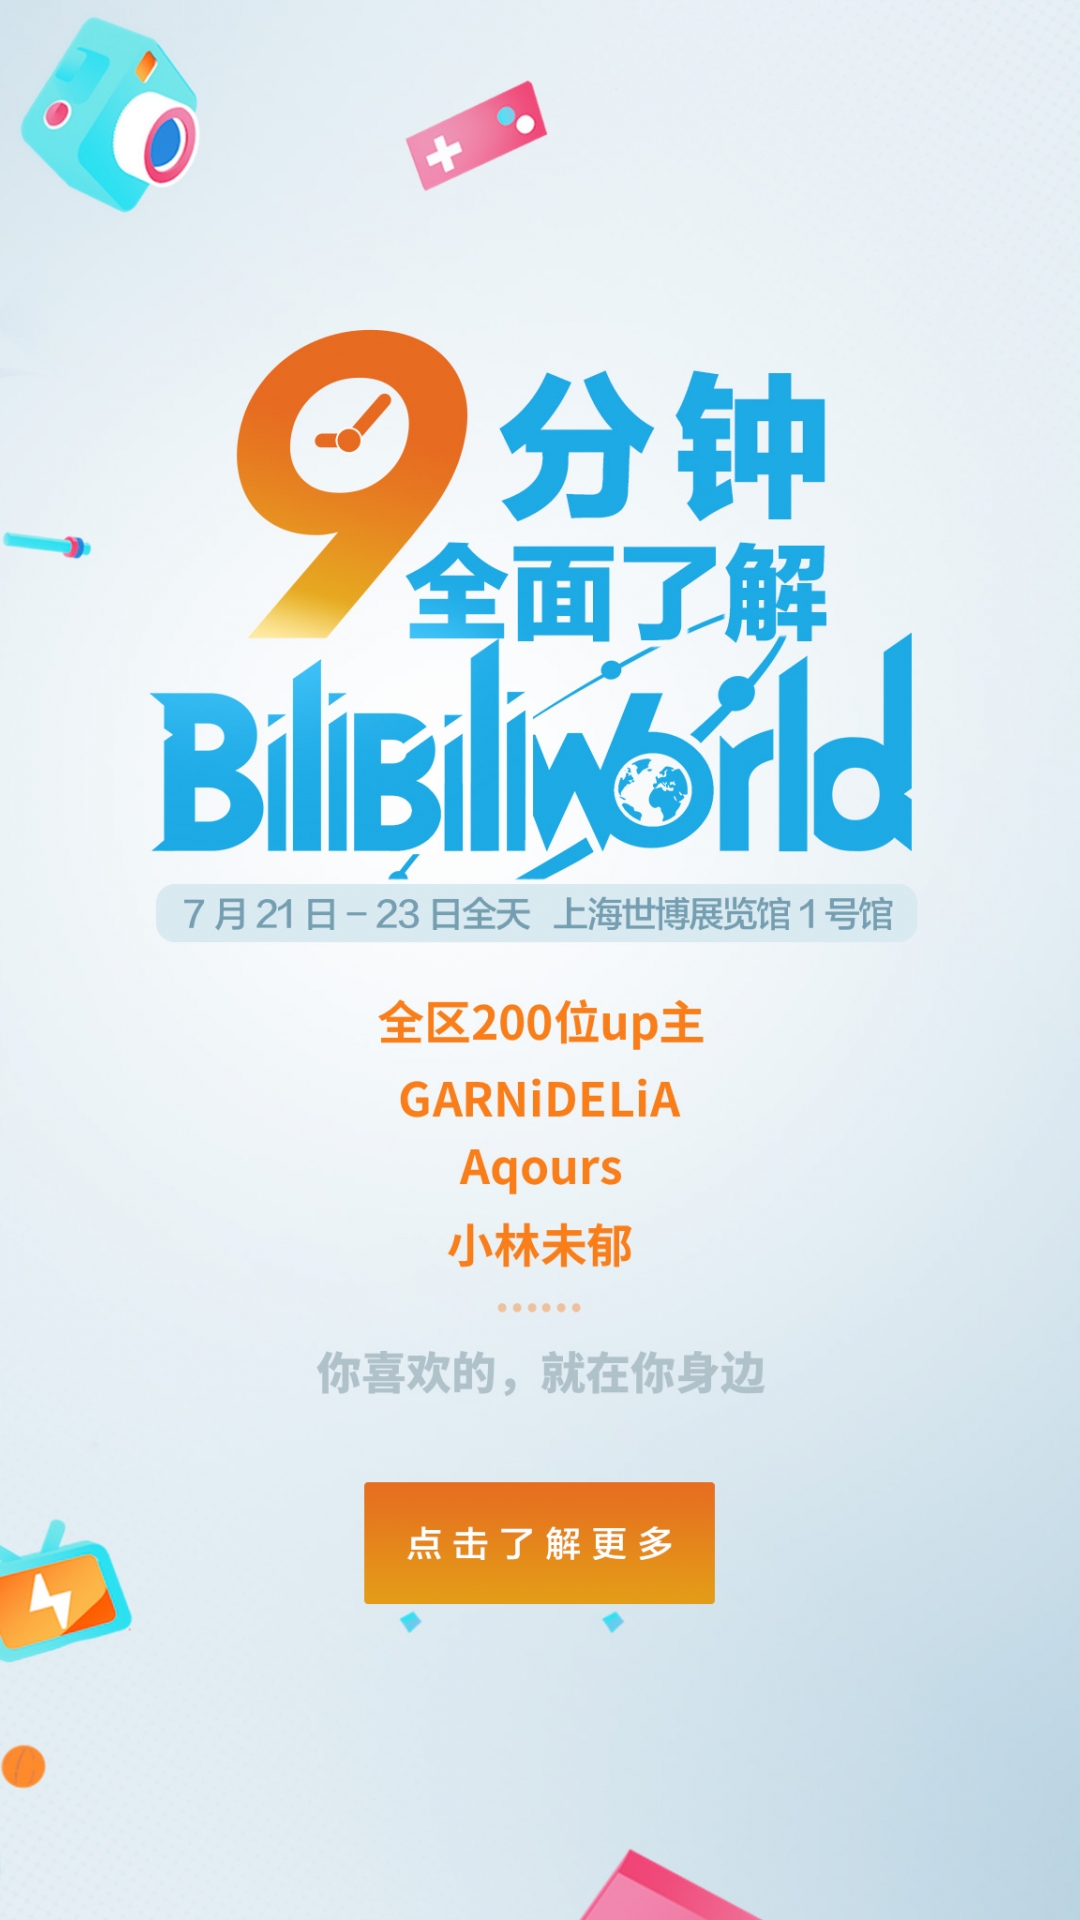 9分钟
全面了解
BiliBiliworld
7月21日-23日全天 上海世博展览馆1号馆
全区200位up主
GARNiDELiA
Aqours
小林未郁
······
你喜欢的，就在你身边
点击了解更多